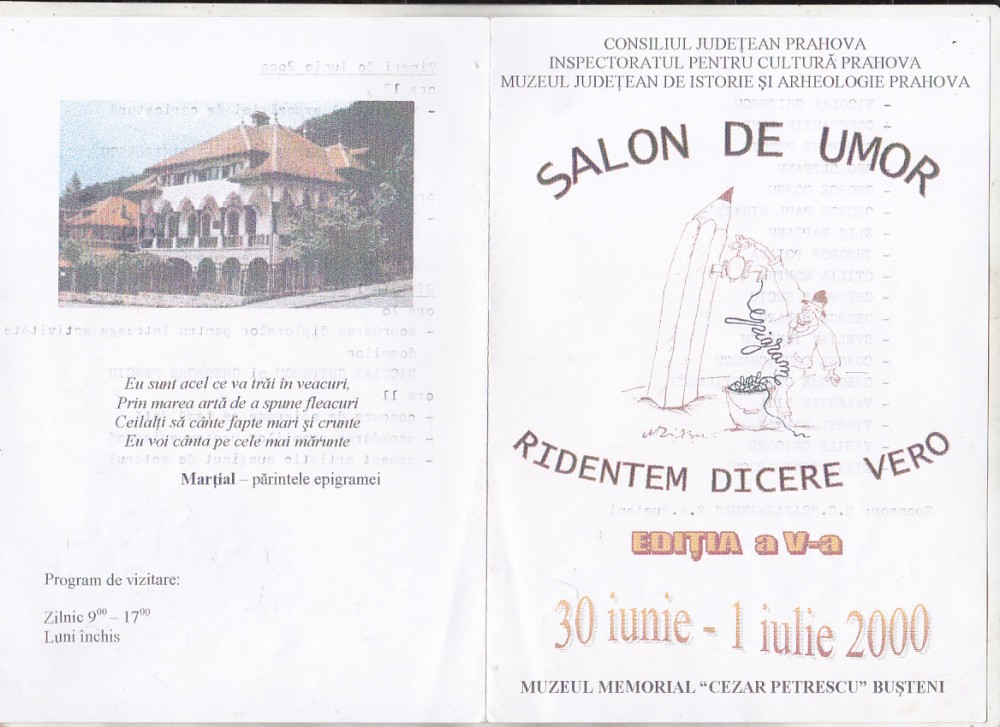 Eu sunt acel ce va trăi în veacuri,
Prin marea artă de a spune fleacuri
Ceilalți să cânte fapte mari și crunte
Eu voi cânta pe cele mai mărunte
Marțial – părintele epigramei
Program de vizitare:
Zilnic 9⁰⁰ – 17⁰⁰
Luni închis
CONSILIUL JUDEȚEAN PRAHOVA
INSPECTORATUL PENTRU CULTURĂ PRAHOVA
MUZEUL JUDEȚEAN DE ISTORIE ȘI ARHEOLOGIE PRAHOVA
SALON DE UMOR
epigrame
RIDENTEM DICERE VERO
EDIȚIA a V-a
30 iunie - 1 iulie 2000
MUZEUL MEMORIAL “CEZAR PETRESCU” BUȘTENI